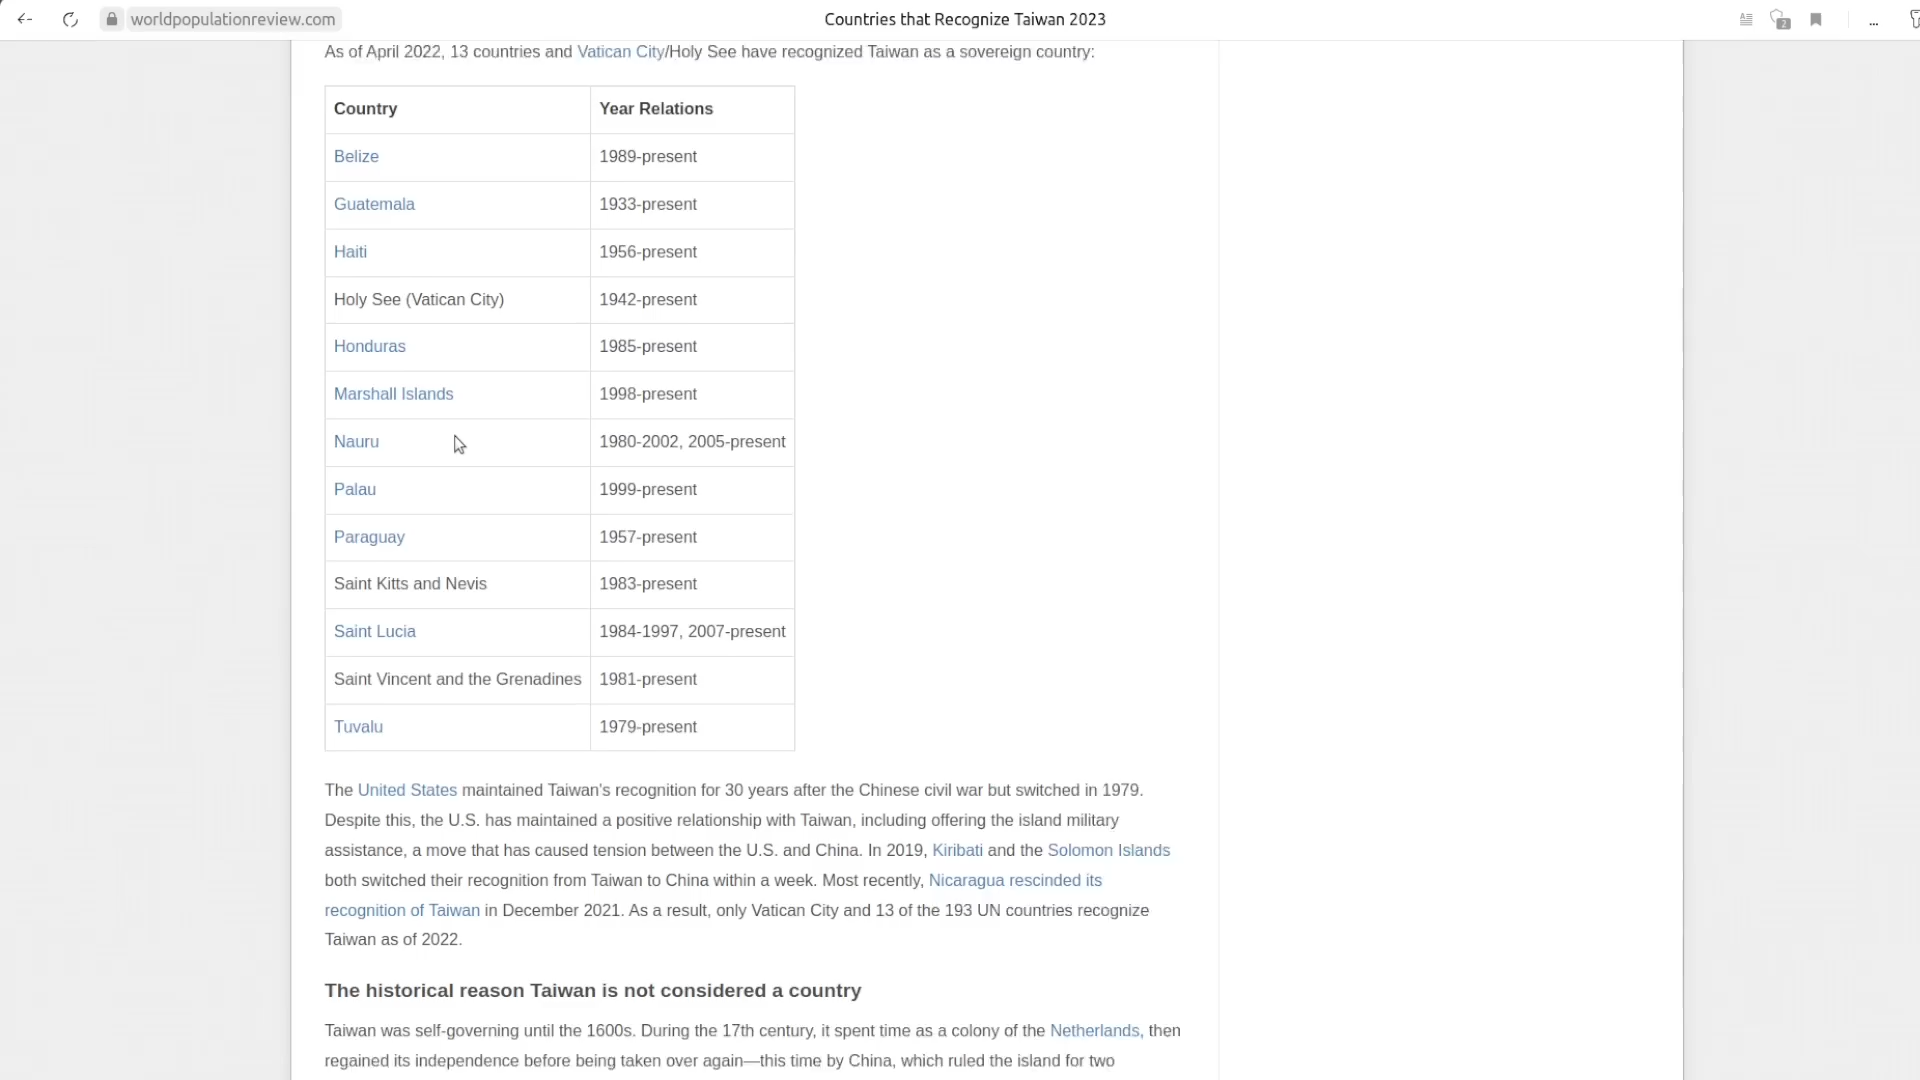 worldpopulationreview.com
Countries that Recognize Taiwan 2023
2
...
As of April 2022, 13 countries and Vatican City/Holy See have recognized Taiwan as a sovereign country:
Country Year Relations
Belize 1989-present
Guatemala 1933-present
Haiti 1956-present
Holy See (Vatican City) 1942-present
Honduras 1985-present
Marshall Islands 1998-present
Nauru 1980-2002, 2005-present
Palau 1999-present
Paraguay 1957-present
Saint Kitts and Nevis 1983-present
Saint Lucia 1984-1997, 2007-present
Saint Vincent and the Grenadines 1981-present
Tuvalu 1979-present
The United States maintained Taiwan's recognition for 30 years after the Chinese civil war but switched in 1979.
Despite this, the U.S. has maintained a positive relationship with Taiwan, including offering the island military
assistance, a move that has caused tension between the U.S. and China. In 2019, Kiribati and the Solomon Islands
both switched their recognition from Taiwan to China within a week. Most recently, Nicaragua rescinded its
recognition of Taiwan in December 2021. As a result, only Vatican City and 13 of the 193 UN countries recognize
Taiwan as of 2022.
The historical reason Taiwan is not considered a country
Taiwan was self-governing until the 1600s. During the 17th century, it spent time as a colony of the Netherlands, then
regained its independence before being taken over again—this time by China, which ruled the island for two